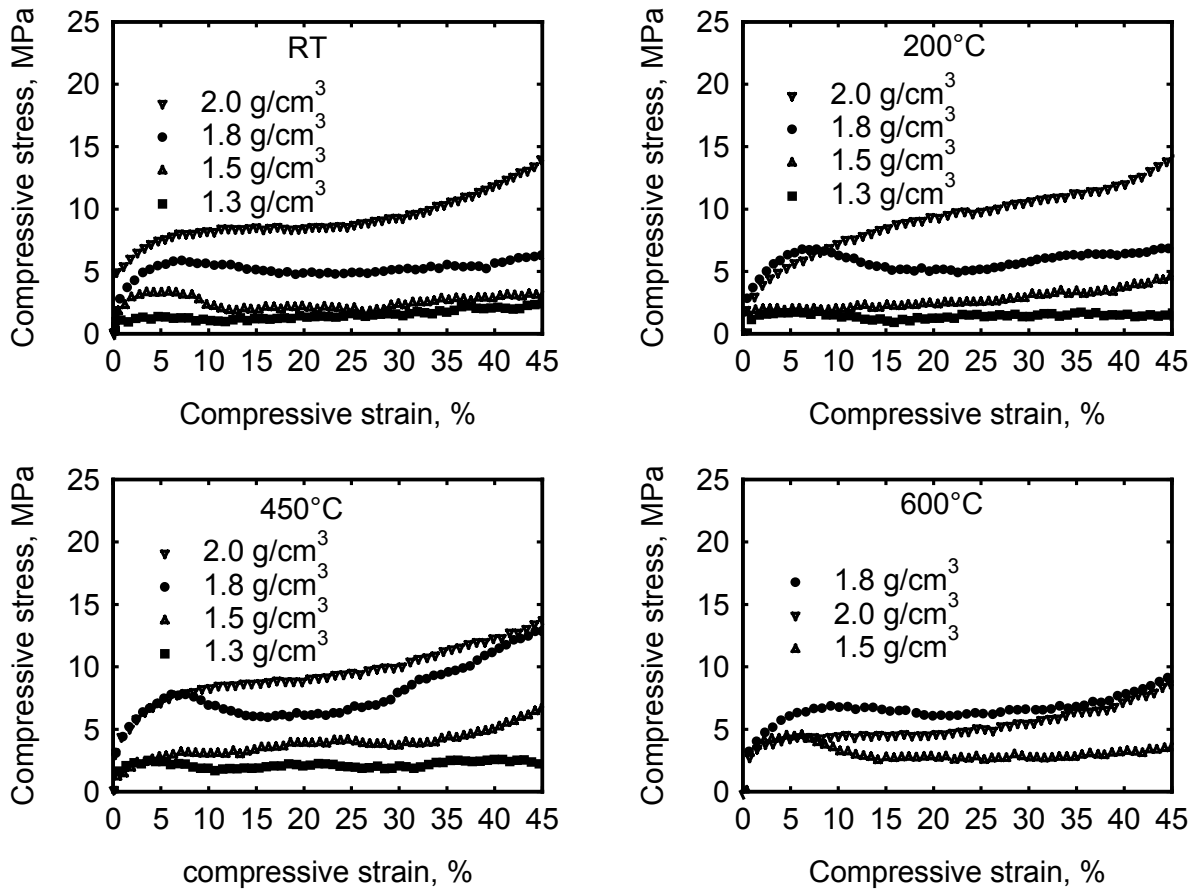 Compressive stress, MPa
25
20
15
10
5
0
RT
2.0 g/cm³
1.8 g/cm³
1.5 g/cm³
1.3 g/cm³
0 5 10 15 20 25 30 35 40 45
Compressive strain, %
Compressive stress, MPa
25
20
15
10
5
0
200°C
2.0 g/cm³
1.8 g/cm³
1.5 g/cm³
1.3 g/cm³
0 5 10 15 20 25 30 35 40 45
Compressive strain, %
Compressive stress, MPa
25
20
15
10
5
0
450°C
2.0 g/cm³
1.8 g/cm³
1.5 g/cm³
1.3 g/cm³
0 5 10 15 20 25 30 35 40 45
compressive strain, %
Compressive stress, MPa
25
20
15
10
5
0
600°C
1.8 g/cm³
2.0 g/cm³
1.5 g/cm³
0 5 10 15 20 25 30 35 40 45
Compressive strain, %